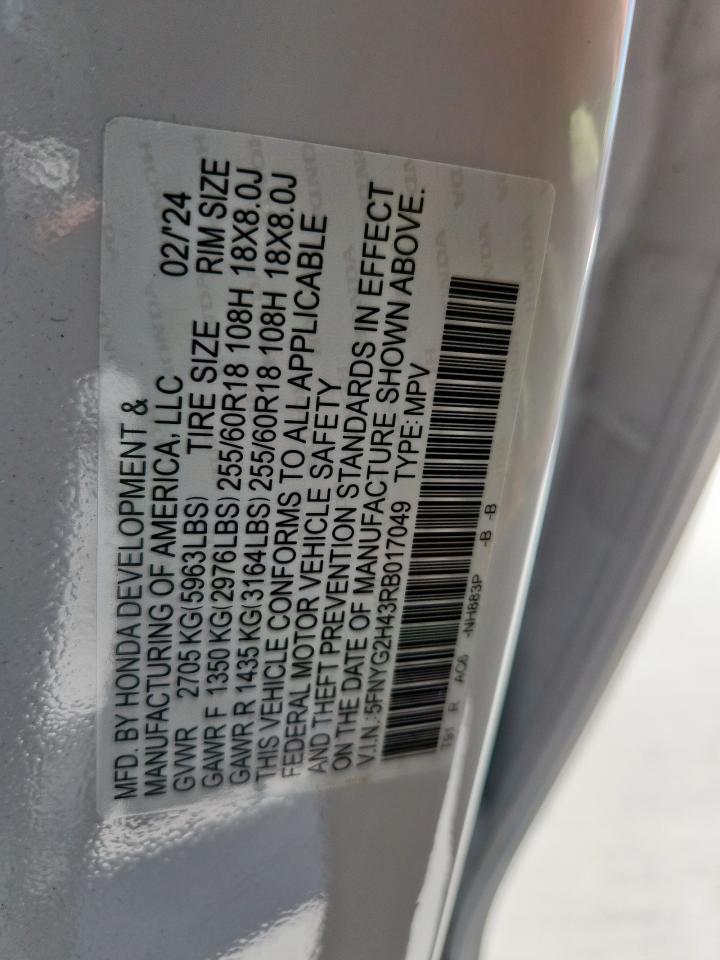 MFD. BY HONDA DEVELOPMENT &
MANUFACTURING OF AMERICA, LLC 02/'24
GVWR 2705 KG(5963LBS) TIRE SIZE RIM SIZE
GAWR F 1350 KG(2976LBS) 255/60R18 108H 18X8.0J
GAWR R 1435 KG(3164LBS) 255/60R18 108H 18X8.0J
THIS VEHICLE CONFORMS TO ALL APPLICABLE
FEDERAL MOTOR VEHICLE SAFETY
AND THEFT PREVENTION STANDARDS IN EFFECT
ON THE DATE OF MANUFACTURE SHOWN ABOVE.
V.I.N.:5FNYG2H43RB017049 TYPE:MPV
T91 R AC6 -NH883P -B -B